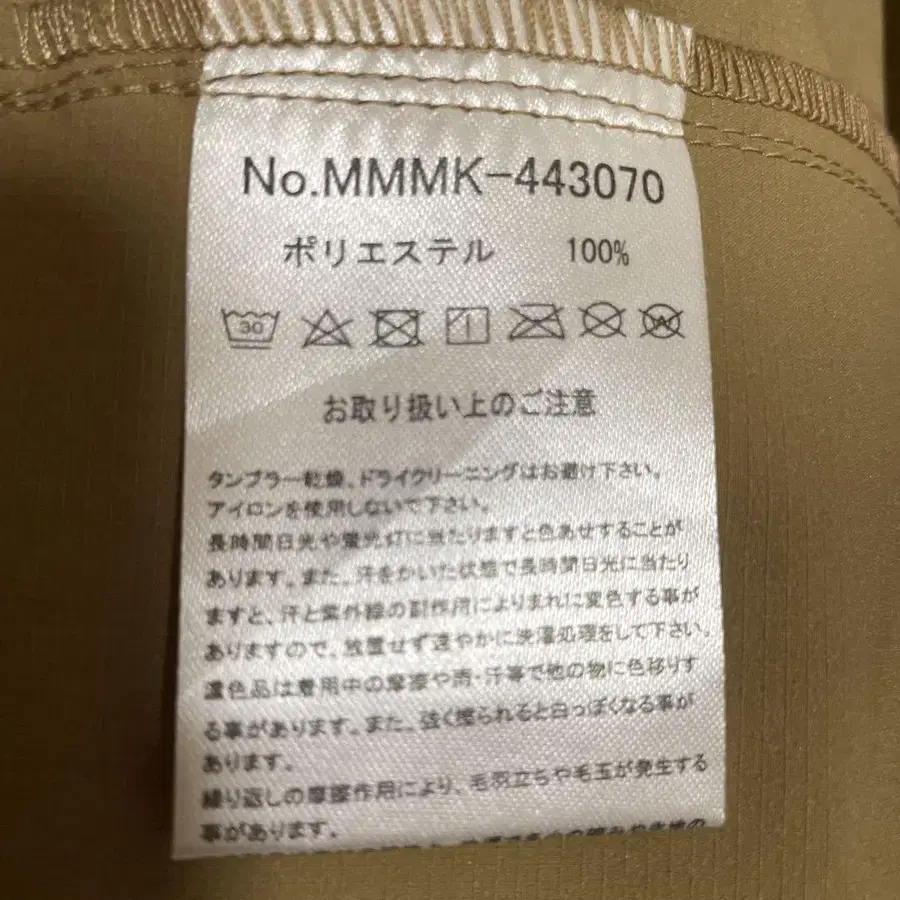 No.MMMK-443070
ポリエステル 100%
30
お取り扱い上のご注意
タンブラー乾燥、ドライクリーニングはお避け下さい。
アイロンを使用しないで下さい。
長時間日光や蛍光灯に当たりますと色あせすることが
あります。また、汗をかいた状態で長時間日光に当たり
ますと、汗と紫外線の副作用によりまれに変色する事が
ありますので、放置せず速やかに洗濯処理をして下さい。
濃色品は着用中の摩擦や雨・汗等で他の物に色移りす
る事があります。また、強く擦られると白っぽくなる事が
あります。
繰り返しの摩擦作用により、毛羽立ちや毛玉が発生する
事があります。